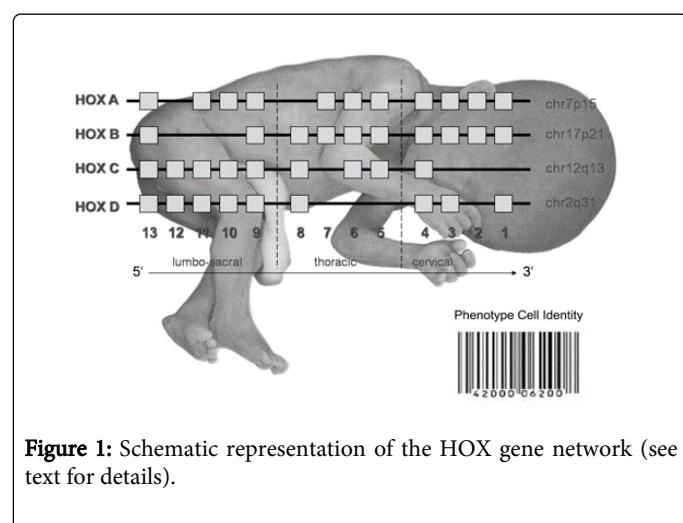 HOX A chr7p15
HOX B chr17p21
HOX C chr12q13
HOX D chr2q31
13 12 11 10 9 8 7 6 5 4 3 2 1
lumbo-sacral thoracic cervical
5' 3'
Phenotype Cell Identity
42000 06200
Figure 1: Schematic representation of the HOX gene network (see
text for details).